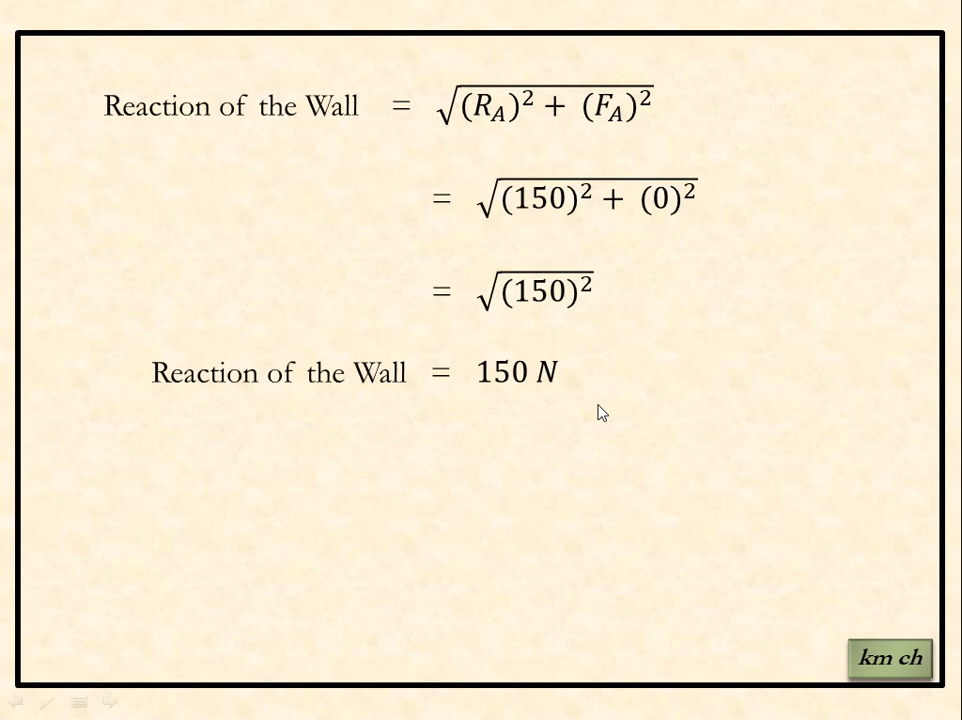 Reaction of the Wall = √(R_A)² + (F_A)²
= √(150)² + (0)²
= √(150)²
Reaction of the Wall = 150 N
km ch